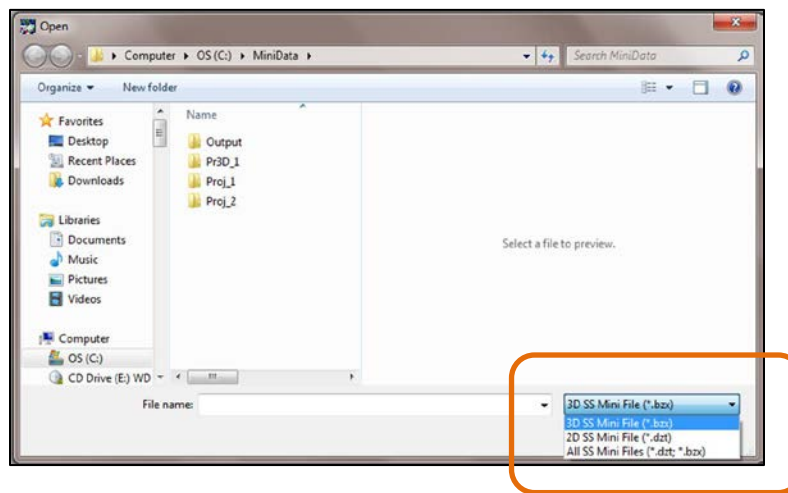 Open
Computer ▸ OS (C:) ▸ MiniData ▸
Search MiniData
Organize
New folder
Favorites
Desktop
Recent Places
Downloads
Libraries
Documents
Music
Pictures
Videos
Computer
OS (C:)
CD Drive (E:) WD
Name
Output
Pr3D_1
Proj_1
Proj_2
Select a file to preview.
File name:
3D SS Mini File (*.bzx)
3D SS Mini File (*.bzx)
2D SS Mini File (*.dzt)
All SS Mini Files (*.dzt; *.bzx)